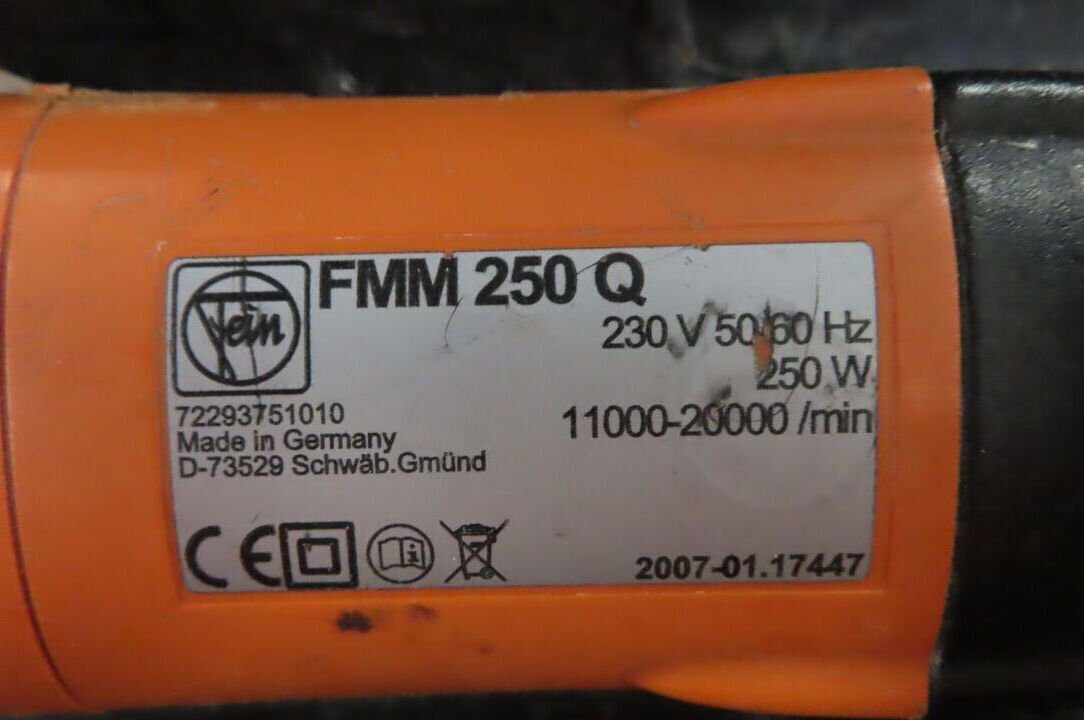 Fein
FMM 250 Q
230 V 50/60 Hz
250 W
11000-20000 /min
72293751010
Made in Germany
D-73529 Schwäb.Gmünd
CE
2007-01.17447